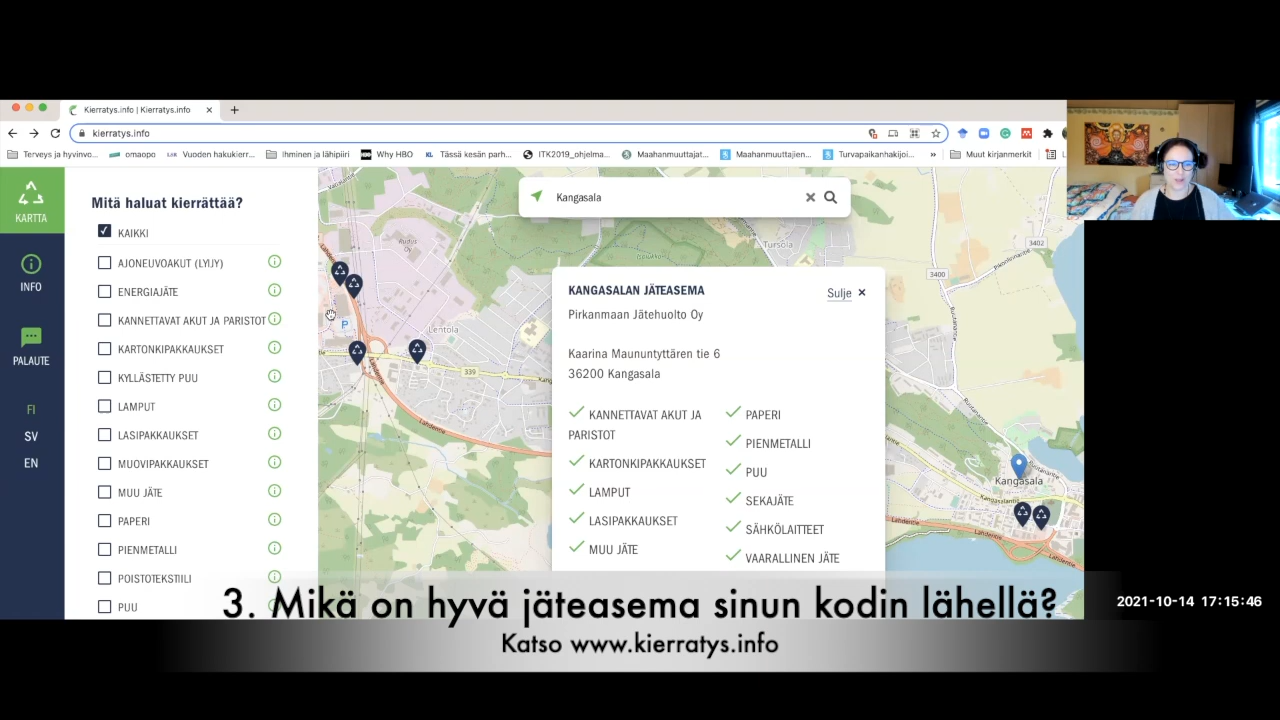 Kierratys.info | Kierratys.info
kierratys.info
Terveys ja hyvinvo...
omaopo
Vuoden hakukierr...
Ihminen ja lähipiiri
Why HBO
Tässä kesän parh...
ITK2019_ohjelma...
Maahanmuuttajat...
Maahanmuuttajien...
Turvapaikanhakijoi...
Muut kirjanmerkit
KARTTA
INFO
PALAUTE
FI
SV
EN
Mitä haluat kierrättää?
KAIKKI
AJONEUVOAKUT (LYIJY)
ENERGIAJÄTE
KANNETTAVAT AKUT JA PARISTOT
KARTONKIPAKKAUKSET
KYLLÄSTETTY PUU
LAMPUT
LASIPAKKAUKSET
MUOVIPAKKAUKSET
MUU JÄTE
PAPERI
PIENMETALLI
POISTOTEKSTIILI
PUU
Kangasala
Rudus
Oy
Tursola
3402
3400
Lentola
339
Lahdentie
KANGASALAN JÄTEASEMA
Sulje
Pirkanmaan Jätehuolto Oy
Kaarina Maununtyttären tie 6
36200 Kangasala
KANNETTAVAT AKUT JA
PARISTOT
KARTONKIPAKKAUKSET
LAMPUT
LASIPAKKAUKSET
MUU JÄTE
PAPERI
PIENMETALLI
PUU
SEKAJÄTE
SÄHKÖLAITTEET
VAARALLINEN JÄTE
Kangasala
Kangasalantie
Lahdentie
3. Mikä on hyvä jäteasema sinun kodin lähellä?
Katso www.kierratys.info
2021-10-14 17:15:46